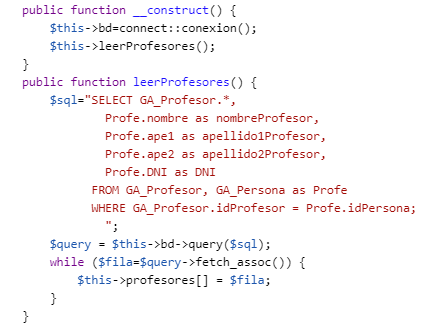 public function __construct() {
    $this->bd=connect::conexion();
    $this->leerProfesores();
}
public function leerProfesores() {
    $sql="SELECT GA_Profesor.*,
            Profe.nombre as nombreProfesor,
            Profe.ape1 as apellido1Profesor,
            Profe.ape2 as apellido2Profesor,
            Profe.DNI as DNI
          FROM GA_Profesor, GA_Persona as Profe
          WHERE GA_Profesor.idProfesor = Profe.idPersona;
            ";
    $query = $this->bd->query($sql);
    while ($fila=$query->fetch_assoc()) {
        $this->profesores[] = $fila;
    }
}